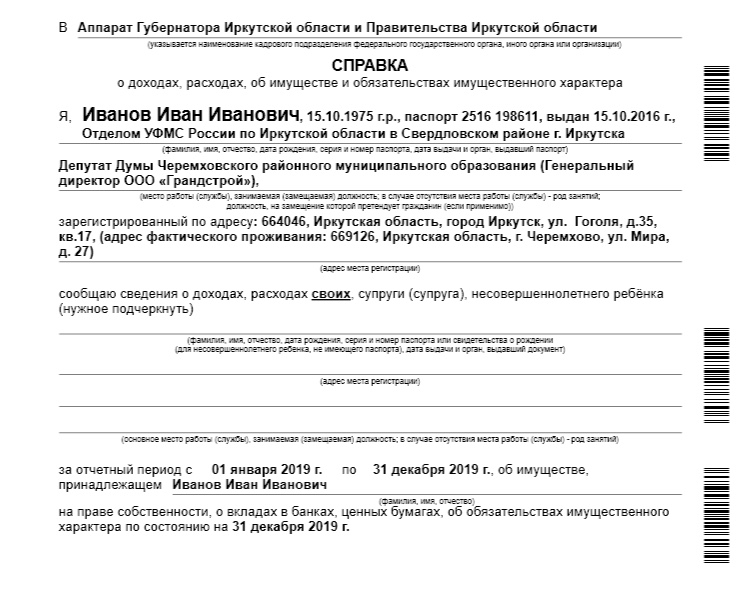 В Аппарат Губернатора Иркутской области и Правительства Иркутской области
(указывается наименование кадрового подразделения федерального государственного органа, иного органа или организации)
СПРАВКА
о доходах, расходах, об имуществе и обязательствах имущественного характера
Я, Иванов Иван Иванович, 15.10.1975 г.р., паспорт 2516 198611, выдан 15.10.2016 г.,
Отделом УФМС России по Иркутской области в Свердловском районе г. Иркутска
(фамилия, имя, отчество, дата рождения, серия и номер паспорта, дата выдачи и орган, выдавший паспорт)
Депутат Думы Черемховского районного муниципального образования (Генеральный
директор ООО «Грандстрой»),
(место работы (службы), занимаемая (замещаемая) должность; в случае отсутствия места работы (службы) - род занятий;
должность, на замещение которой претендует гражданин (если применимо))
зарегистрированный по адресу: 664046, Иркутская область, город Иркутск, ул. Гоголя, д.35,
кв.17, (адрес фактического проживания: 669126, Иркутская область, г. Черемхово, ул. Мира,
д. 27)
(адрес места регистрации)
сообщаю сведения о доходах, расходах своих, супруги (супруга), несовершеннолетнего ребёнка
(нужное подчеркнуть)
(фамилия, имя, отчество, дата рождения, серия и номер паспорта или свидетельства о рождении
(для несовершеннолетнего ребенка, не имеющего паспорта), дата выдачи и орган, выдавший документ)
(адрес места регистрации)
(основное место работы (службы), занимаемая (замещаемая) должность; в случае отсутствия места работы (службы) - род занятий)
за отчетный период с 01 января 2019 г. по 31 декабря 2019 г., об имуществе,
принадлежащем Иванов Иван Иванович
(фамилия, имя, отчество)
на праве собственности, о вкладах в банках, ценных бумагах, об обязательствах имущественного
характера по состоянию на 31 декабря 2019 г.